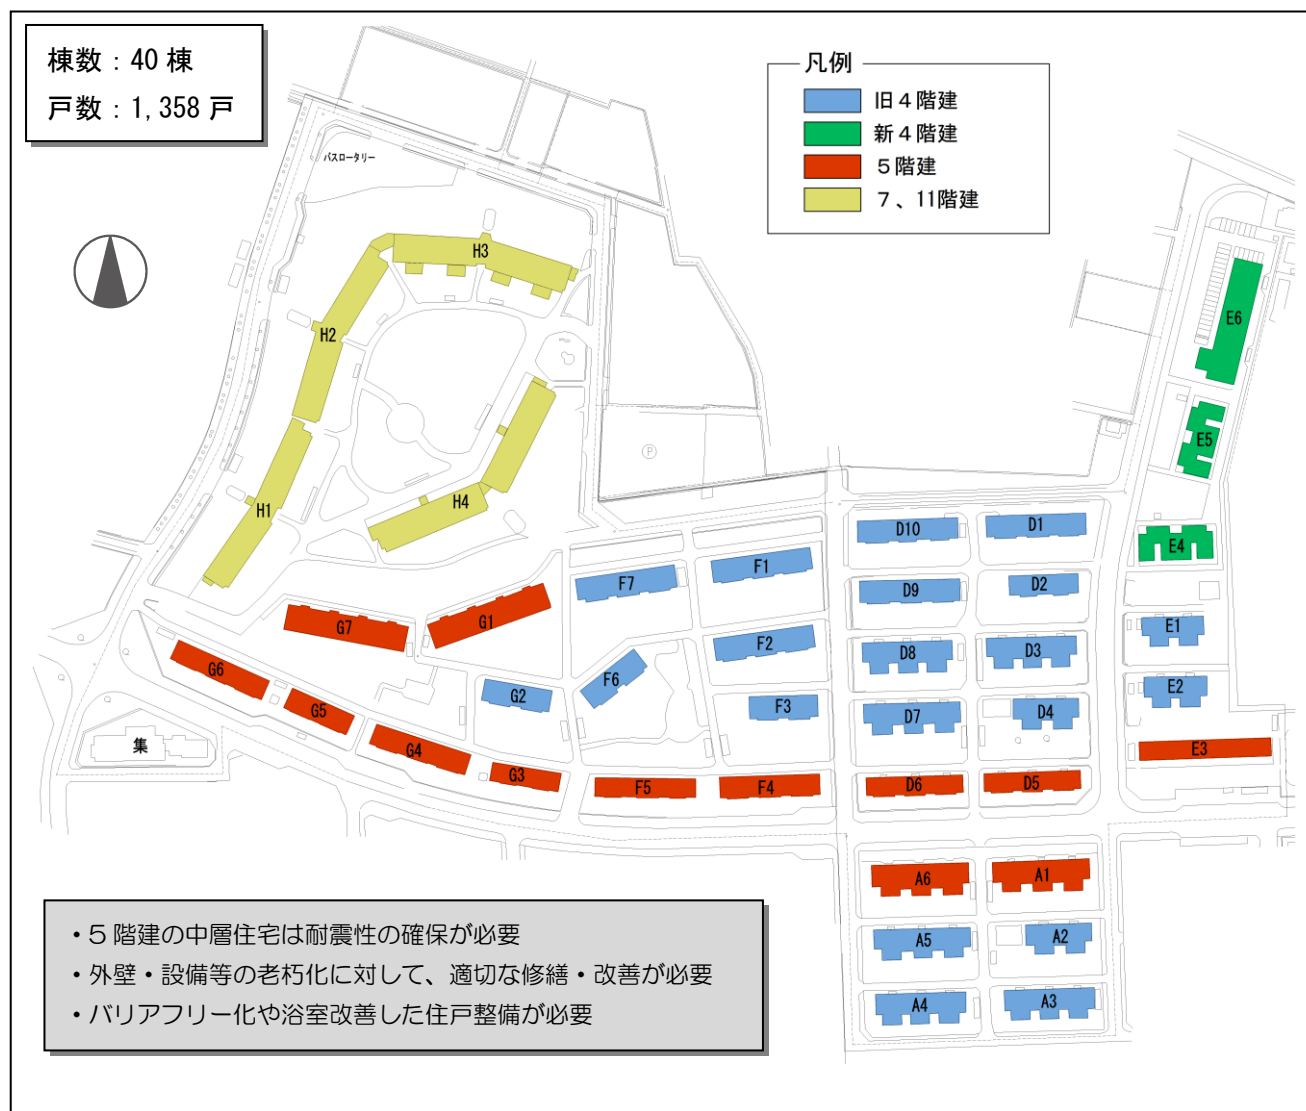 棟数：40 棟
戸数：1,358 戸
凡例
旧４階建
新４階建
５階建
７、11階建
バスロータリー
H3
E6
H2
E5
H1
H4
P
D10
D1
E4
F7
F1
D9
D2
G7
G1
F2
D8
D3
E1
G6
G2
F6
F3
D7
D4
E2
G5
集
G4
G3
F5
F4
D6
D5
E3
A6
A1
A5
A2
A4
A3
・５階建の中層住宅は耐震性の確保が必要
・外壁・設備等の老朽化に対して、適切な修繕・改善が必要
・バリアフリー化や浴室改善した住戸整備が必要